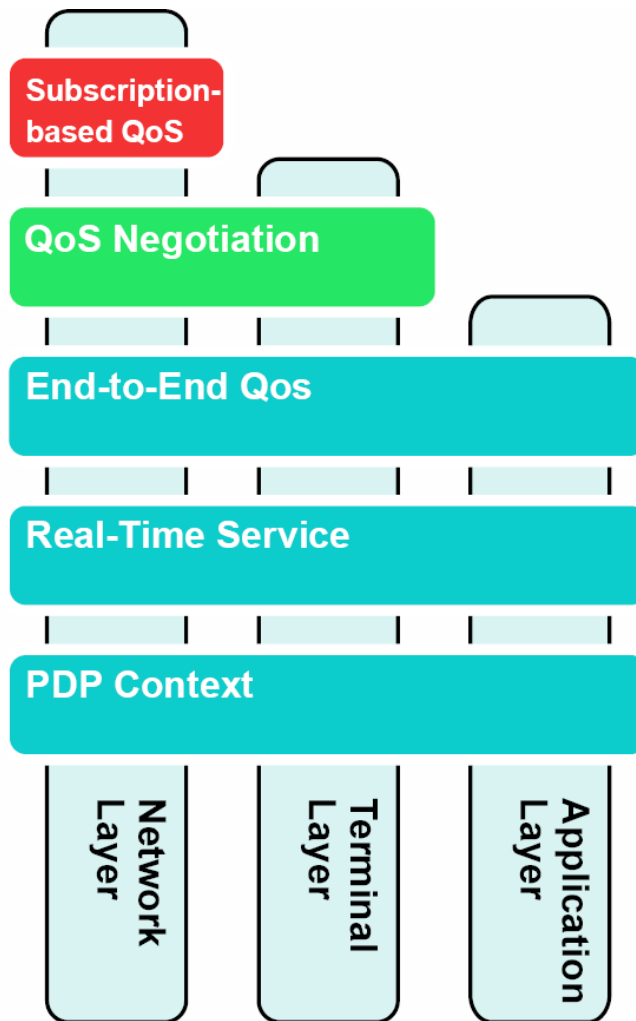 Subscription-
based QoS
QoS Negotiation
End-to-End Qos
Real-Time Service
PDP Context
Network
Layer
Terminal
Layer
Application
Layer